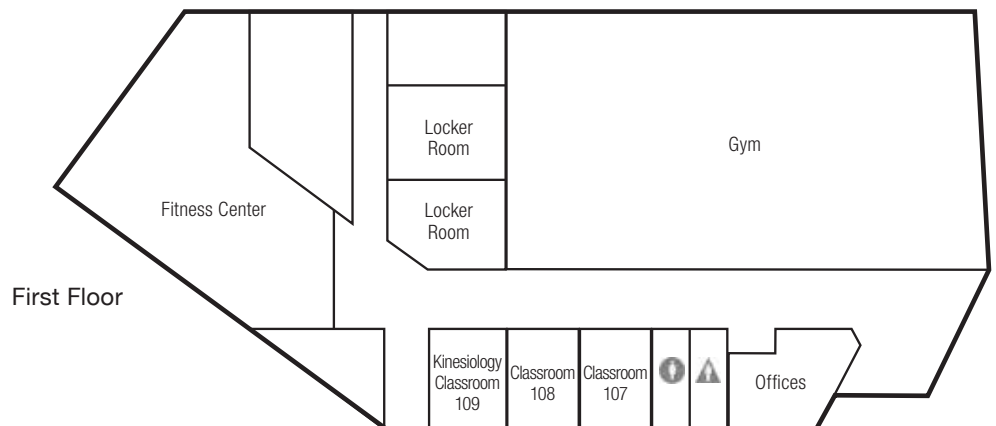 Locker
Room
Gym
Fitness Center
Locker
Room
First Floor
Kinesiology
Classroom
109
Classroom
108
Classroom
107
Offices